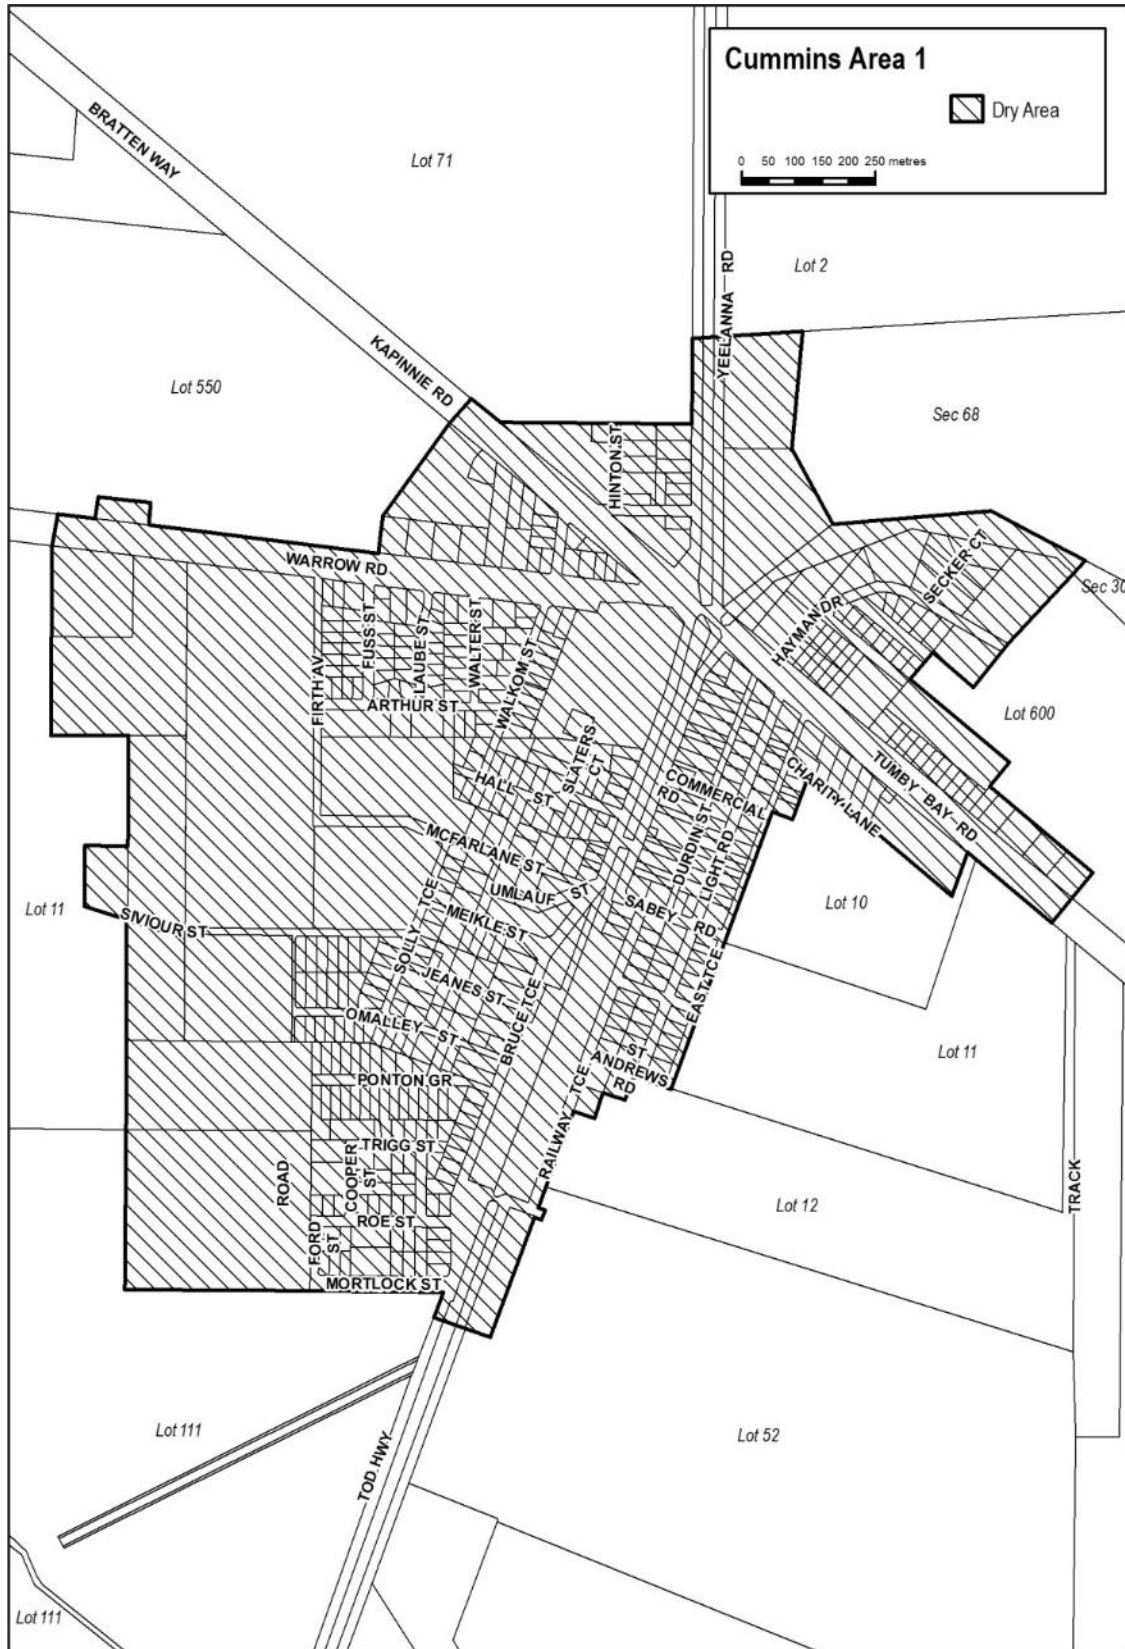 Cummins Area 1
Dry Area
0 50 100 150 200 250 metres
BRATTEN WAY
Lot 71
Lot 2
YEELANNA RD
KAPINNIE RD
Lot 550
Sec 68
HINTON ST
SECKER CT
WARROW RD
Sec 30
HAYMAN DR
FUSS ST
LAUBE ST
WALTER ST
WALKOM ST
FIRTH AV
ARTHUR ST
Lot 600
SLATERS
CT
HALL ST
COMMERCIAL
RD
CHARITY LANE
TUMBY BAY RD
DURDIN ST
LIGHT RD
MCFARLANE ST
UMLAUF ST
SABEY RD
Lot 10
Lot 11
SIVIOUR ST
SOLLY TCE
MEIKLE ST
JEANES ST
BRUCE TCE
EAST TCE
OMALLEY ST
Lot 11
ST
ANDREWS
RD
PONTON GR
RAILWAY TCE
TRIGG ST
COOPER
ST
ROAD
TRACK
Lot 12
ROE ST
FORD
ST
MORTLOCK ST
Lot 111
Lot 52
TOD HWY
Lot 111